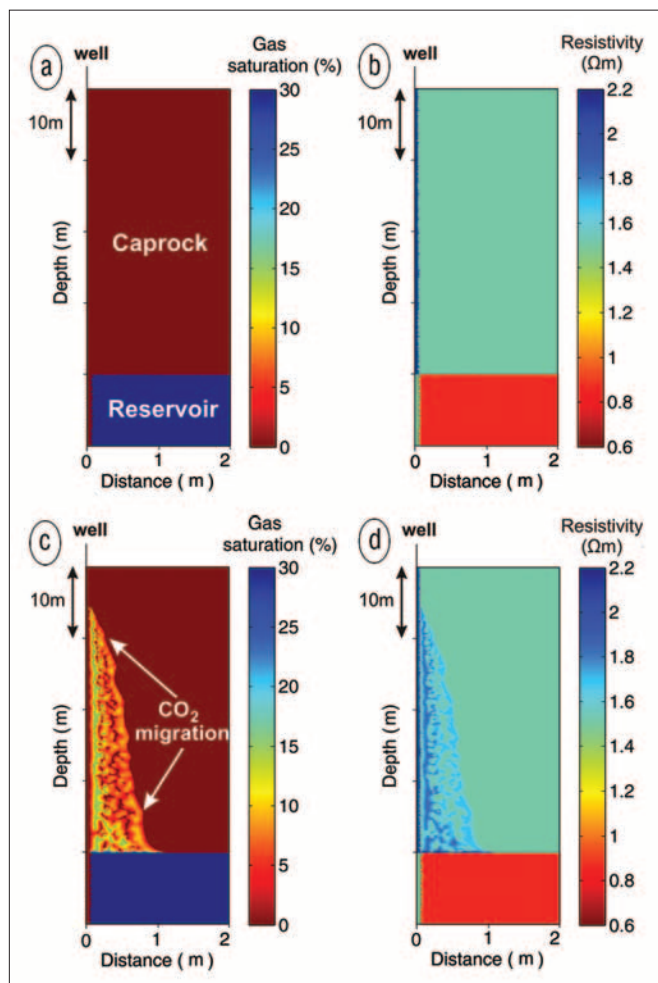 a
well
Gas
saturation (%)
10m
Depth (m)
Caprock
Reservoir
0
1
2
Distance ( m )
30
25
20
15
10
5
0
b
well
Resistivity
(Ωm)
10m
Depth (m)
0
1
2
Distance ( m )
2.2
2
1.8
1.6
1.4
1.2
1
0.8
0.6
c
well
Gas
saturation (%)
10m
Depth (m)
CO₂
migration
0
1
2
Distance ( m )
30
25
20
15
10
5
0
d
well
Resistivity
(Ωm)
10m
Depth (m)
0
1
2
Distance ( m )
2.2
2
1.8
1.6
1.4
1.2
1
0.8
0.6